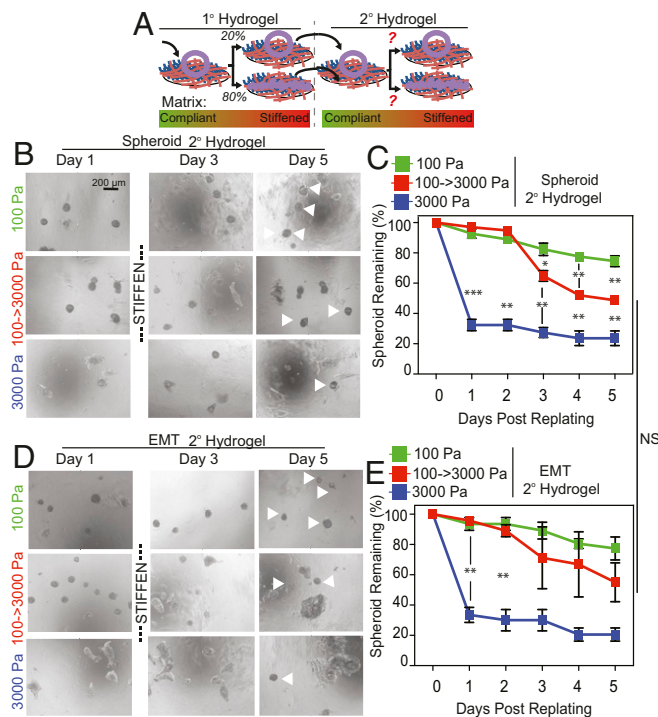 A
1° Hydrogel
2° Hydrogel
20%
80%
?
?
Matrix:
Compliant
Stiffened
Compliant
Stiffened
B
Spheroid 2° Hydrogel
Day 1
Day 3
Day 5
200 µm
100 Pa
100->3000 Pa
3000 Pa
STIFFEN
C
100 Pa
100->3000 Pa
3000 Pa
Spheroid
2° Hydrogel
Spheroid Remaining (%)
100
80
60
40
20
0
***
**
*
**
**
**
**
**
0 1 2 3 4 5
Days Post Replating
NS
D
EMT 2° Hydrogel
Day 1
Day 3
Day 5
100 Pa
100->3000 Pa
3000 Pa
STIFFEN
E
100 Pa
100->3000 Pa
3000 Pa
EMT
2° Hydrogel
Spheroid Remaining (%)
100
80
60
40
20
0
**
**
0 1 2 3 4 5
Days Post Replating